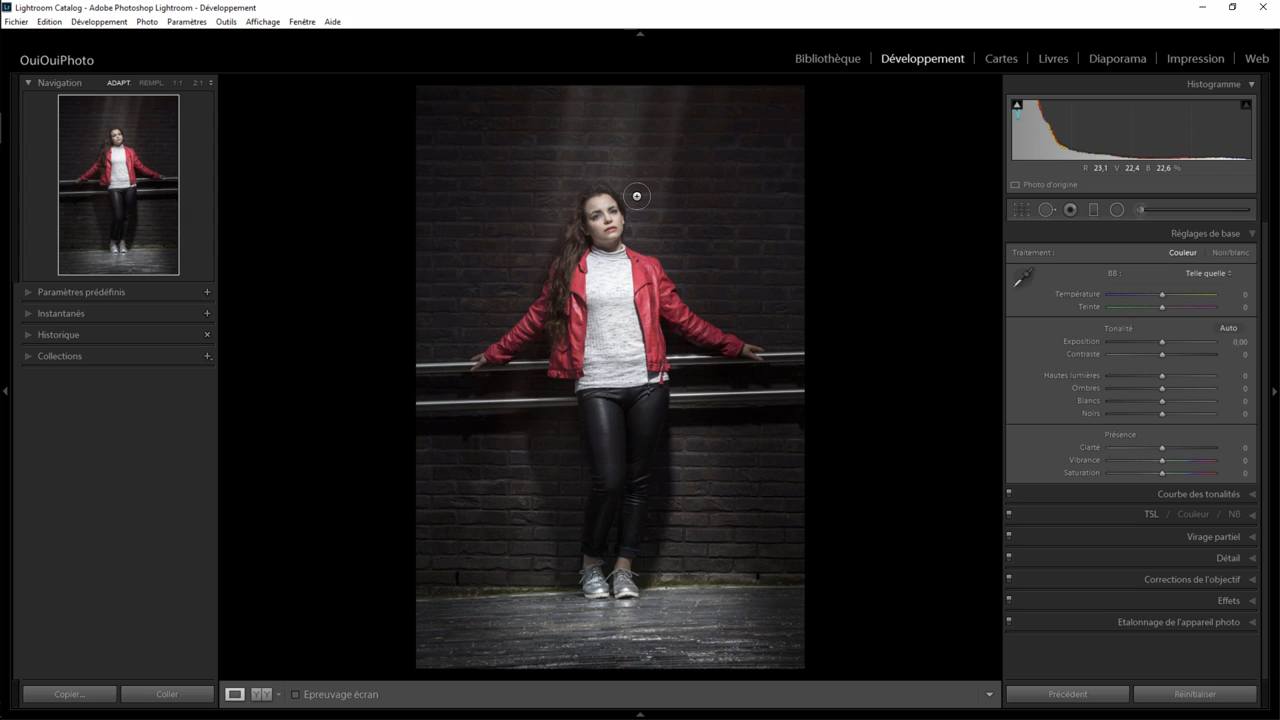 Lightroom Catalog - Adobe Photoshop Lightroom - Développement
Fichier Edition Développement Photo Paramètres Outils Affichage Fenêtre Aide
OuiOuiPhoto
Bibliothèque | Développement | Cartes | Livres | Diaporama | Impression | Web
Navigation ADAPT. REMPL. 1:1 2:1
Histogramme
R 23,1 V 22,4 B 22,6 %
Photo d'origine
Réglages de base
Traitement : Couleur Noir/blanc
BB : Telle quelle
Température 0
Teinte 0
Tonalité Auto
Exposition 0,00
Contraste 0
Hautes lumières 0
Ombres 0
Blancs 0
Noirs 0
Présence
Clarté 0
Vibrance 0
Saturation 0
Courbe des tonalités
TSL / Couleur / NB
Virage partiel
Détail
Corrections de l'objectif
Effets
Etalonnage de l'appareil photo
Paramètres prédéfinis
Instantanés
Historique
Collections
Copier... Coller
YY Epreuvage écran
Précédent Réinitialiser